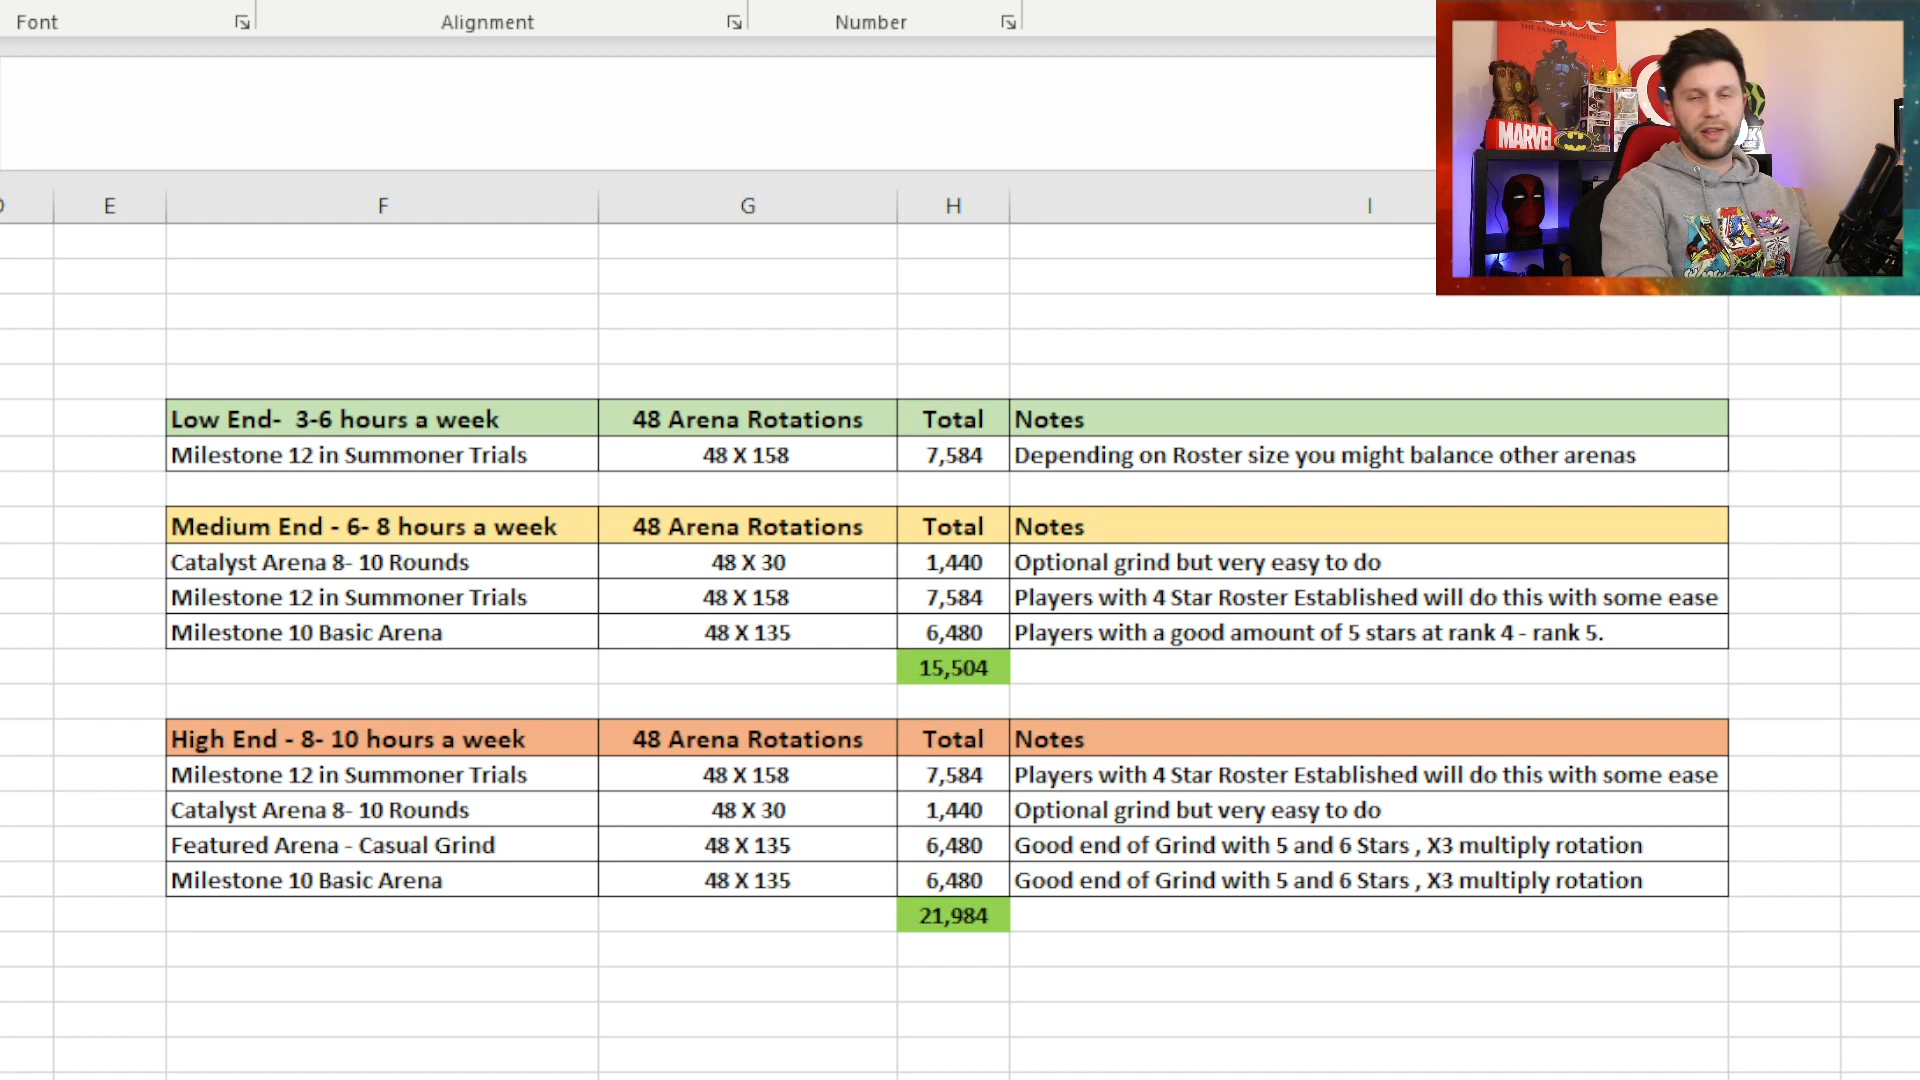 Font Alignment Number
THE VAMPIRE HUNTER
MARVEL
E F G H I
Low End-  3-6 hours a week 48 Arena Rotations Total Notes
Milestone 12 in Summoner Trials 48 X 158 7,584 Depending on Roster size you might balance other arenas
Medium End - 6- 8 hours a week 48 Arena Rotations Total Notes
Catalyst Arena 8- 10 Rounds 48 X 30 1,440 Optional grind but very easy to do
Milestone 12 in Summoner Trials 48 X 158 7,584 Players with 4 Star Roster Established will do this with some ease
Milestone 10 Basic Arena 48 X 135 6,480 Players with a good amount of 5 stars at rank 4 - rank 5.
15,504
High End - 8- 10 hours a week 48 Arena Rotations Total Notes
Milestone 12 in Summoner Trials 48 X 158 7,584 Players with 4 Star Roster Established will do this with some ease
Catalyst Arena 8- 10 Rounds 48 X 30 1,440 Optional grind but very easy to do
Featured Arena - Casual Grind 48 X 135 6,480 Good end of Grind with 5 and 6 Stars , X3 multiply rotation
Milestone 10 Basic Arena 48 X 135 6,480 Good end of Grind with 5 and 6 Stars , X3 multiply rotation
21,984